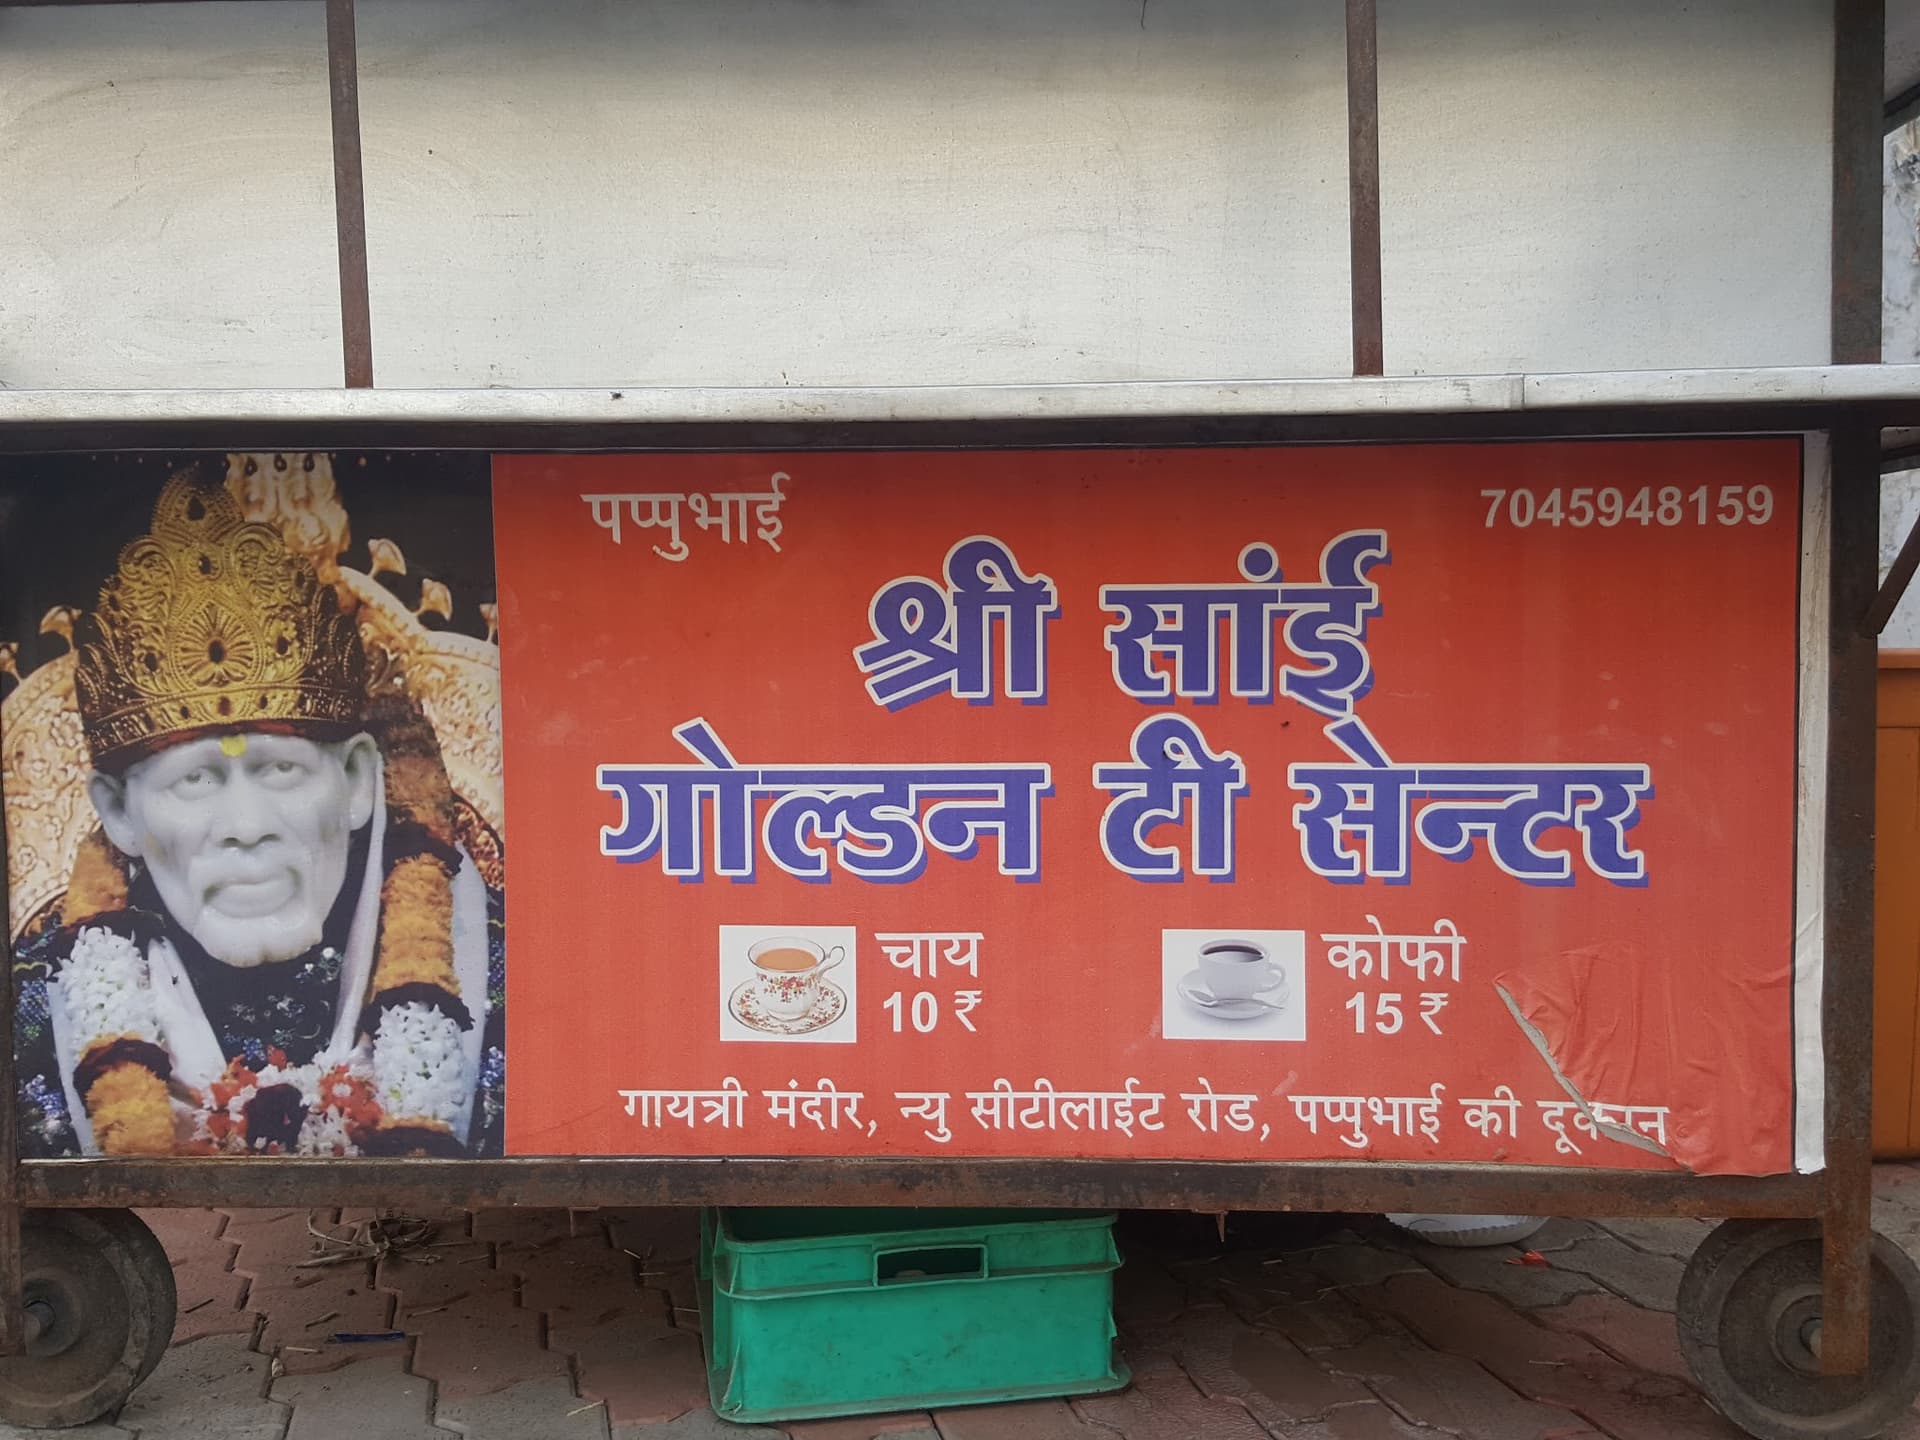 पप्पुभाई
7045948159
श्री सांई
गोल्डन टी सेन्टर
चाय
10 ₹
कोफी
15 ₹
गायत्री मंदीर, न्यु सीटीलाईट रोड, पप्पुभाई की दूकान